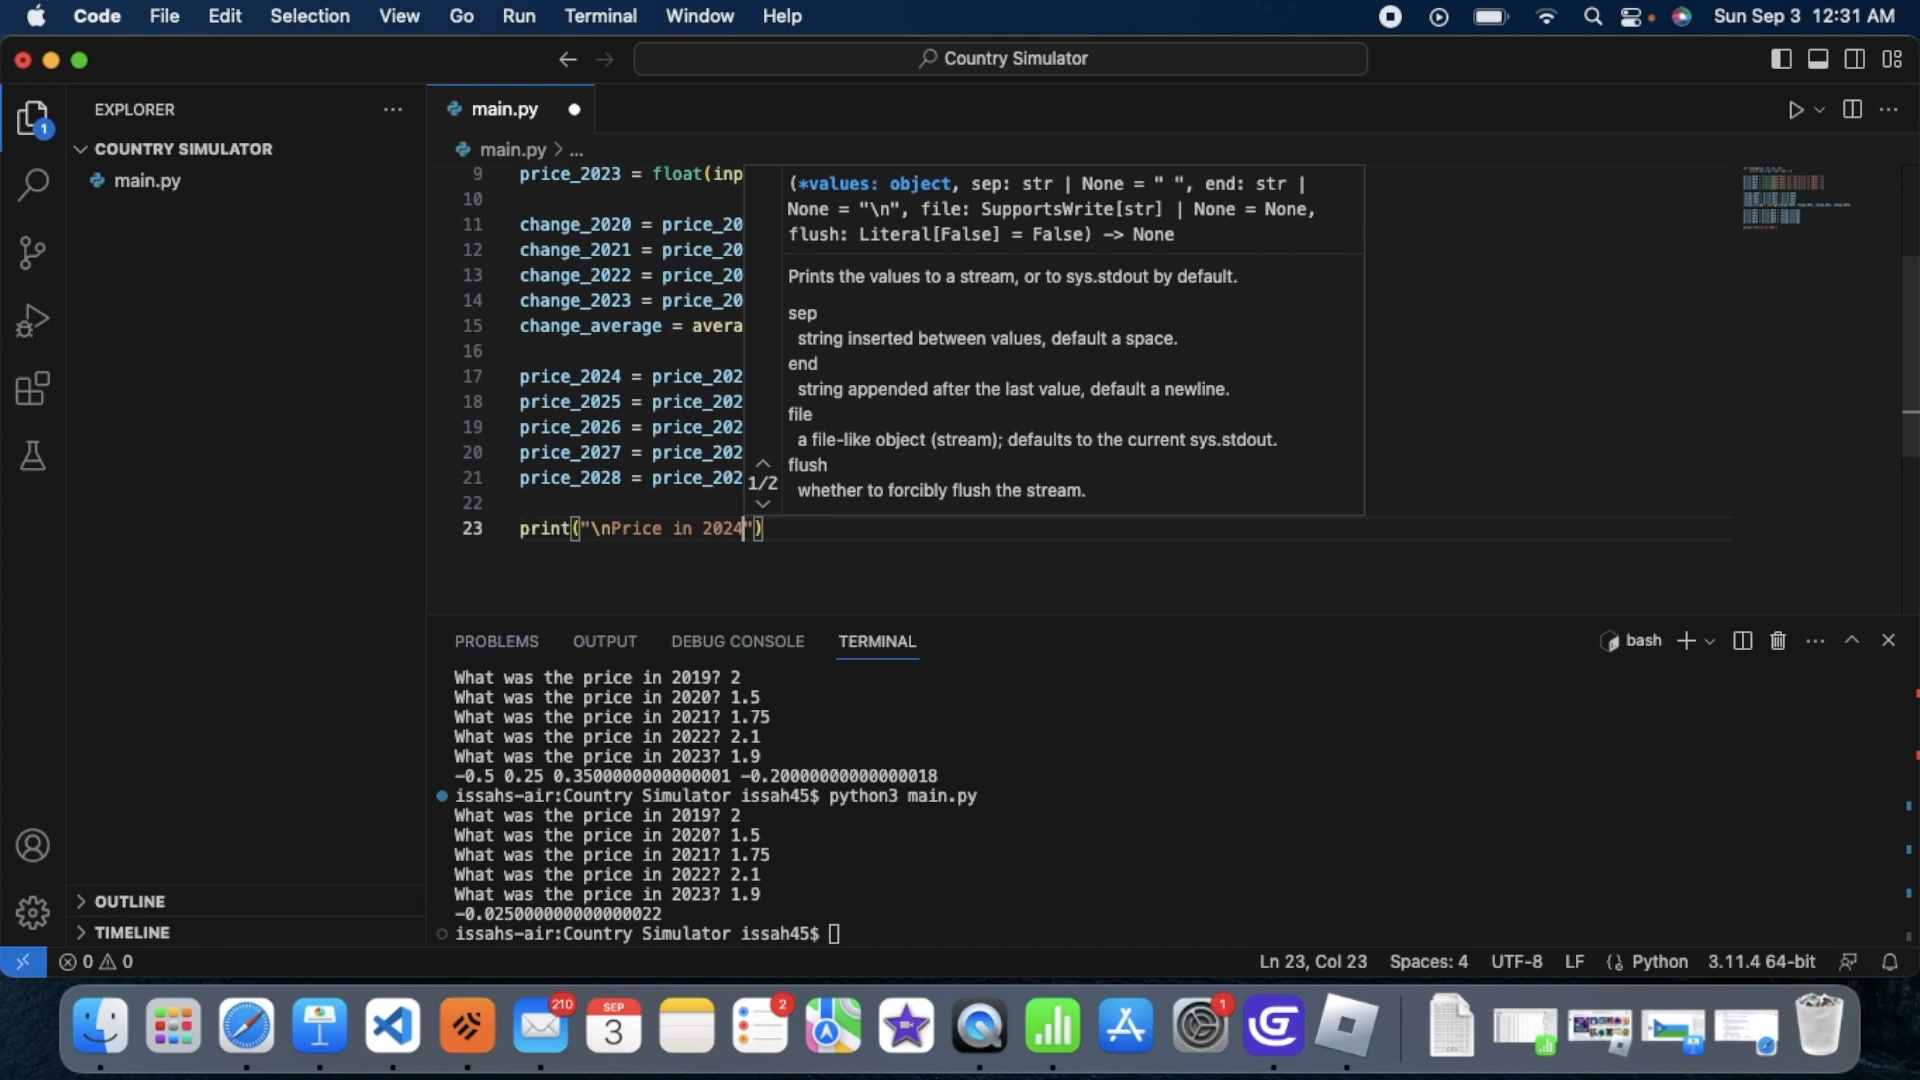 Code File Edit Selection View Go Run Terminal Window Help Sun Sep 3 12:31 AM
Country Simulator
EXPLORER
main.py
COUNTRY SIMULATOR
main.py
main.py > ...
1
9 price_2023 = float(inp
10
11 change_2020 = price_20
12 change_2021 = price_20
13 change_2022 = price_20
14 change_2023 = price_20
15 change_average = avera
16
17 price_2024 = price_202
18 price_2025 = price_202
19 price_2026 = price_202
20 price_2027 = price_202
21 price_2028 = price_202
22
23 print("\nPrice in 2024")
(*values: object, sep: str | None = " ", end: str |
None = "\n", file: SupportsWrite[str] | None = None,
flush: Literal[False] = False) -> None
Prints the values to a stream, or to sys.stdout by default.
sep
string inserted between values, default a space.
end
string appended after the last value, default a newline.
file
a file-like object (stream); defaults to the current sys.stdout.
flush
whether to forcibly flush the stream.
1/2
PROBLEMS OUTPUT DEBUG CONSOLE TERMINAL
bash
What was the price in 2019? 2
What was the price in 2020? 1.5
What was the price in 2021? 1.75
What was the price in 2022? 2.1
What was the price in 2023? 1.9
-0.5 0.25 0.3500000000000001 -0.20000000000000018
issahs-air:Country Simulator issah45$ python3 main.py
What was the price in 2019? 2
What was the price in 2020? 1.5
What was the price in 2021? 1.75
What was the price in 2022? 2.1
What was the price in 2023? 1.9
-0.025000000000000022
issahs-air:Country Simulator issah45$
OUTLINE
TIMELINE
0 0
Ln 23, Col 23 Spaces: 4 UTF-8 LF Python 3.11.4 64-bit
210
SEP
3
2
1